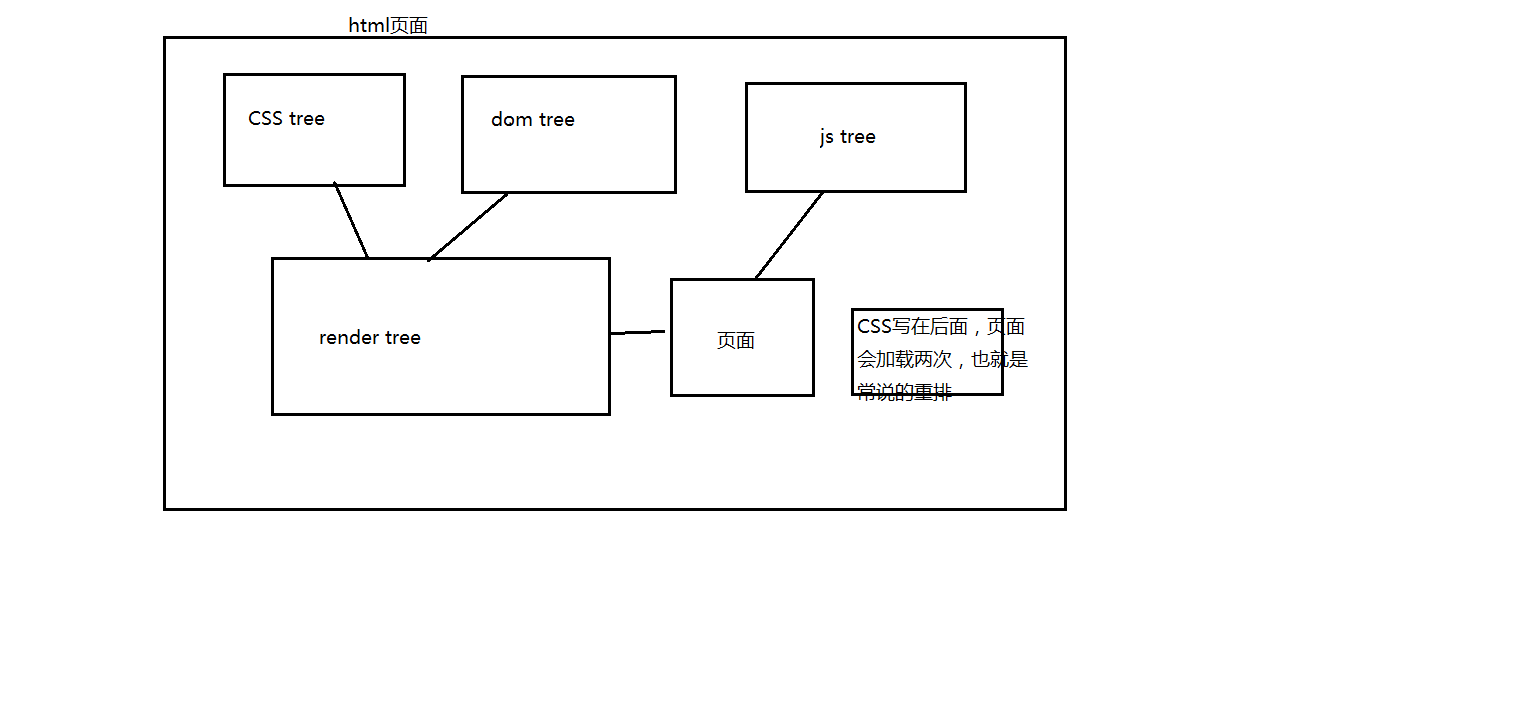 html页面
CSS tree
dom tree
js tree
render tree
页面
CSS写在后面，页面
会加载两次，也就是
常说的重排